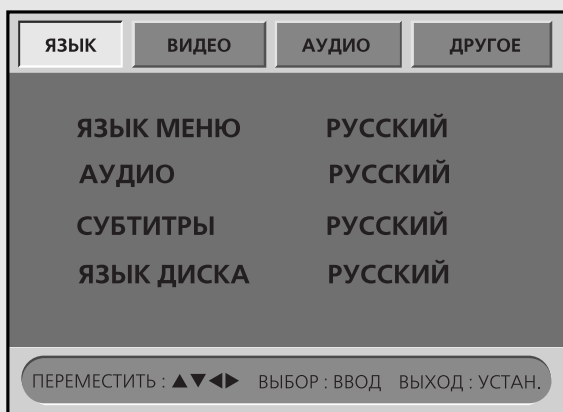 ЯЗЫК ВИДЕО АУДИО ДРУГОЕ
ЯЗЫК МЕНЮ РУССКИЙ
АУДИО РУССКИЙ
СУБТИТРЫ РУССКИЙ
ЯЗЫК ДИСКА РУССКИЙ
ПЕРЕМЕСТИТЬ : ▲▼◀▶ ВЫБОР : ВВОД ВЫХОД : УСТАН.